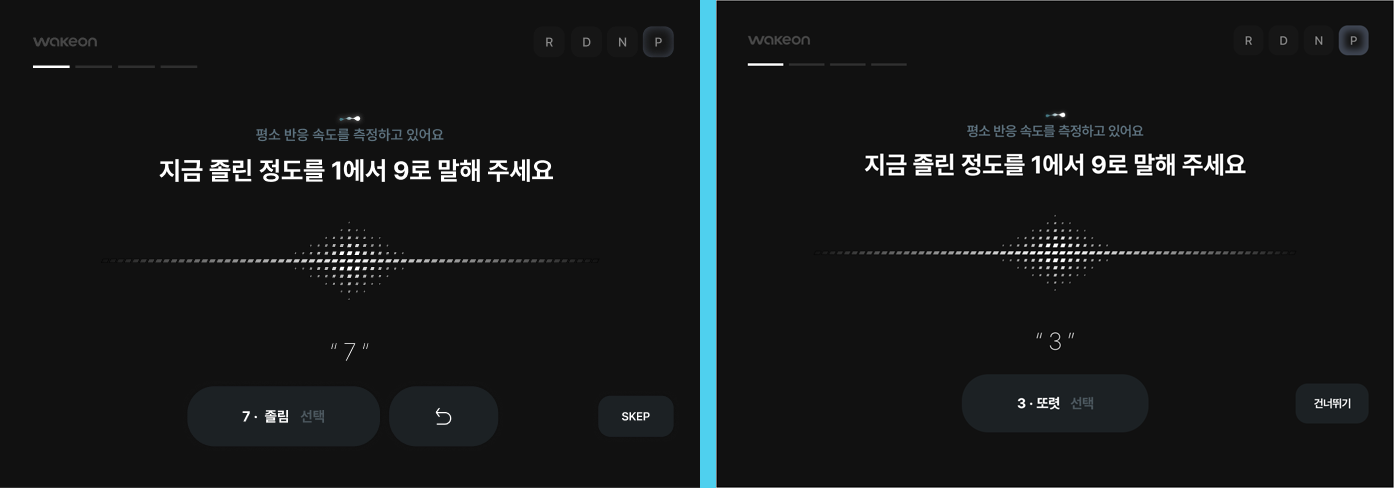 wakeon
R D N P
평소 반응 속도를 측정하고 있어요
지금 졸린 정도를 1에서 9로 말해 주세요
" 7 "
7 · 졸림 선택
SKEP
wakeon
R D N P
평소 반응 속도를 측정하고 있어요
지금 졸린 정도를 1에서 9로 말해 주세요
" 3 "
3 · 또렷 선택
건너뛰기